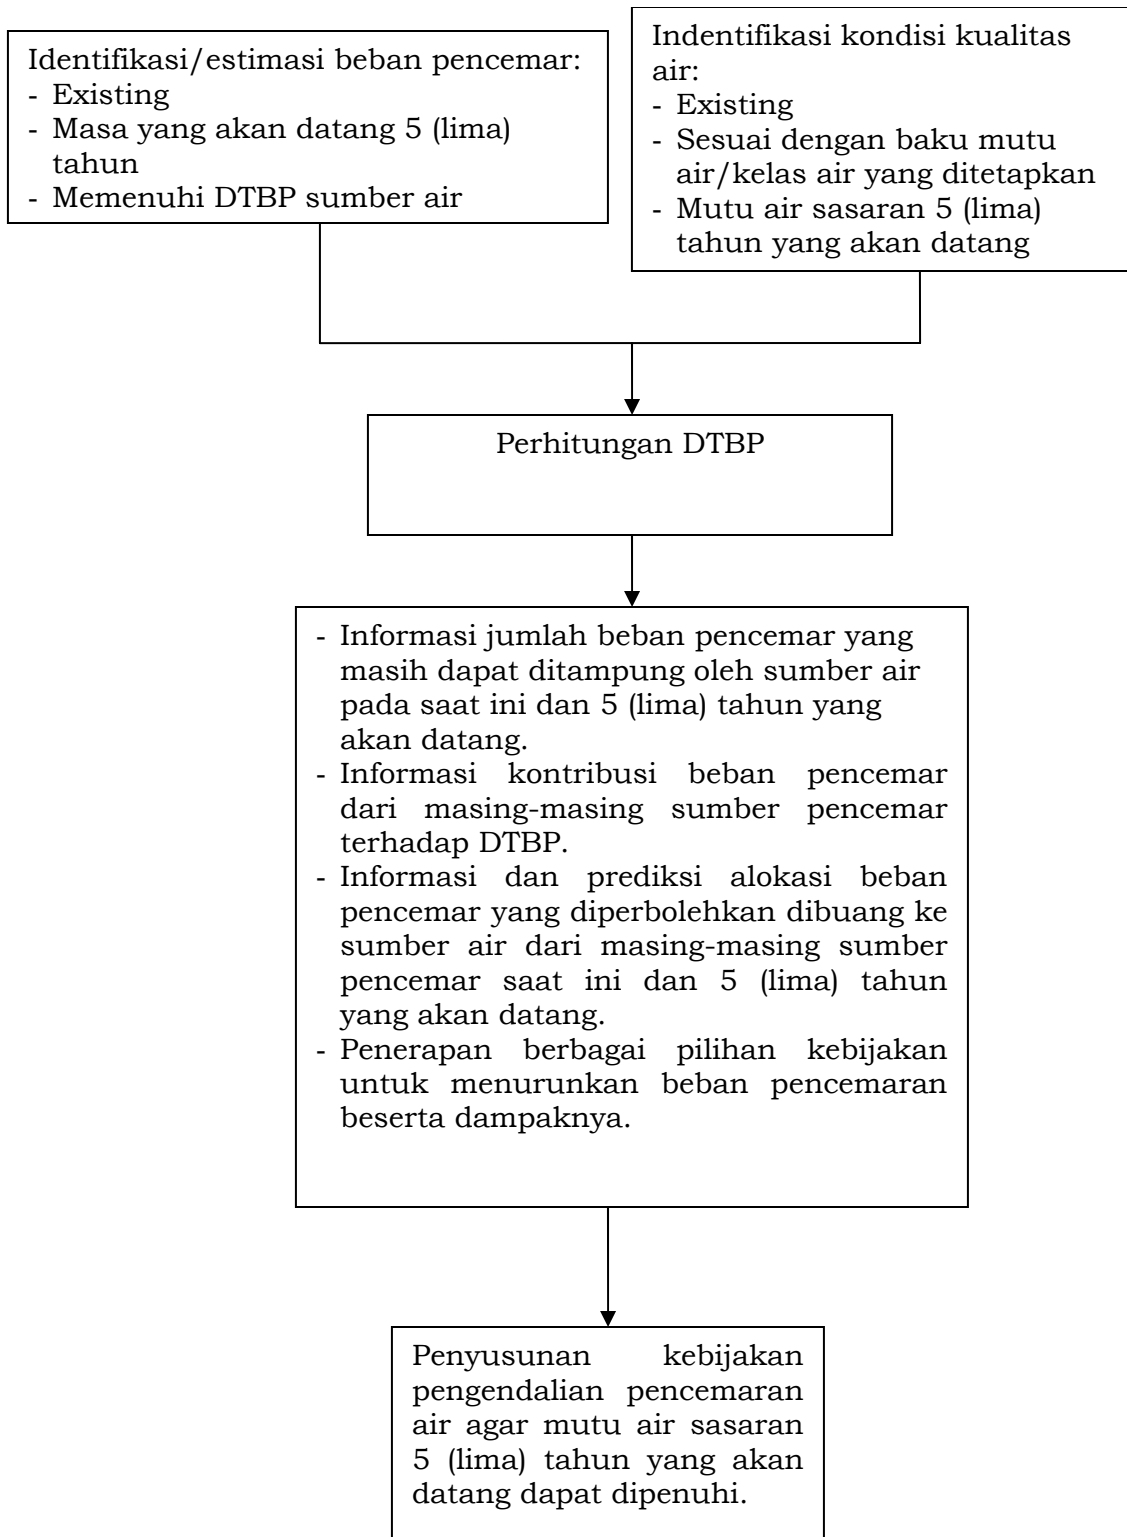 Identifikasi/estimasi beban pencemar:
- Existing
- Masa yang akan datang 5 (lima)
tahun
- Memenuhi DTBP sumber air
Indentifikasi kondisi kualitas
air:
- Existing
- Sesuai dengan baku mutu
air/kelas air yang ditetapkan
- Mutu air sasaran 5 (lima)
tahun yang akan datang
Perhitungan DTBP
- Informasi jumlah beban pencemar yang
masih dapat ditampung oleh sumber air
pada saat ini dan 5 (lima) tahun yang
akan datang.
- Informasi kontribusi beban pencemar
dari masing-masing sumber pencemar
terhadap DTBP.
- Informasi dan prediksi alokasi beban
pencemar yang diperbolehkan dibuang ke
sumber air dari masing-masing sumber
pencemar saat ini dan 5 (lima) tahun
yang akan datang.
- Penerapan berbagai pilihan kebijakan
untuk menurunkan beban pencemaran
beserta dampaknya.
Penyusunan kebijakan
pengendalian pencemaran
air agar mutu air sasaran
5 (lima) tahun yang akan
datang dapat dipenuhi.